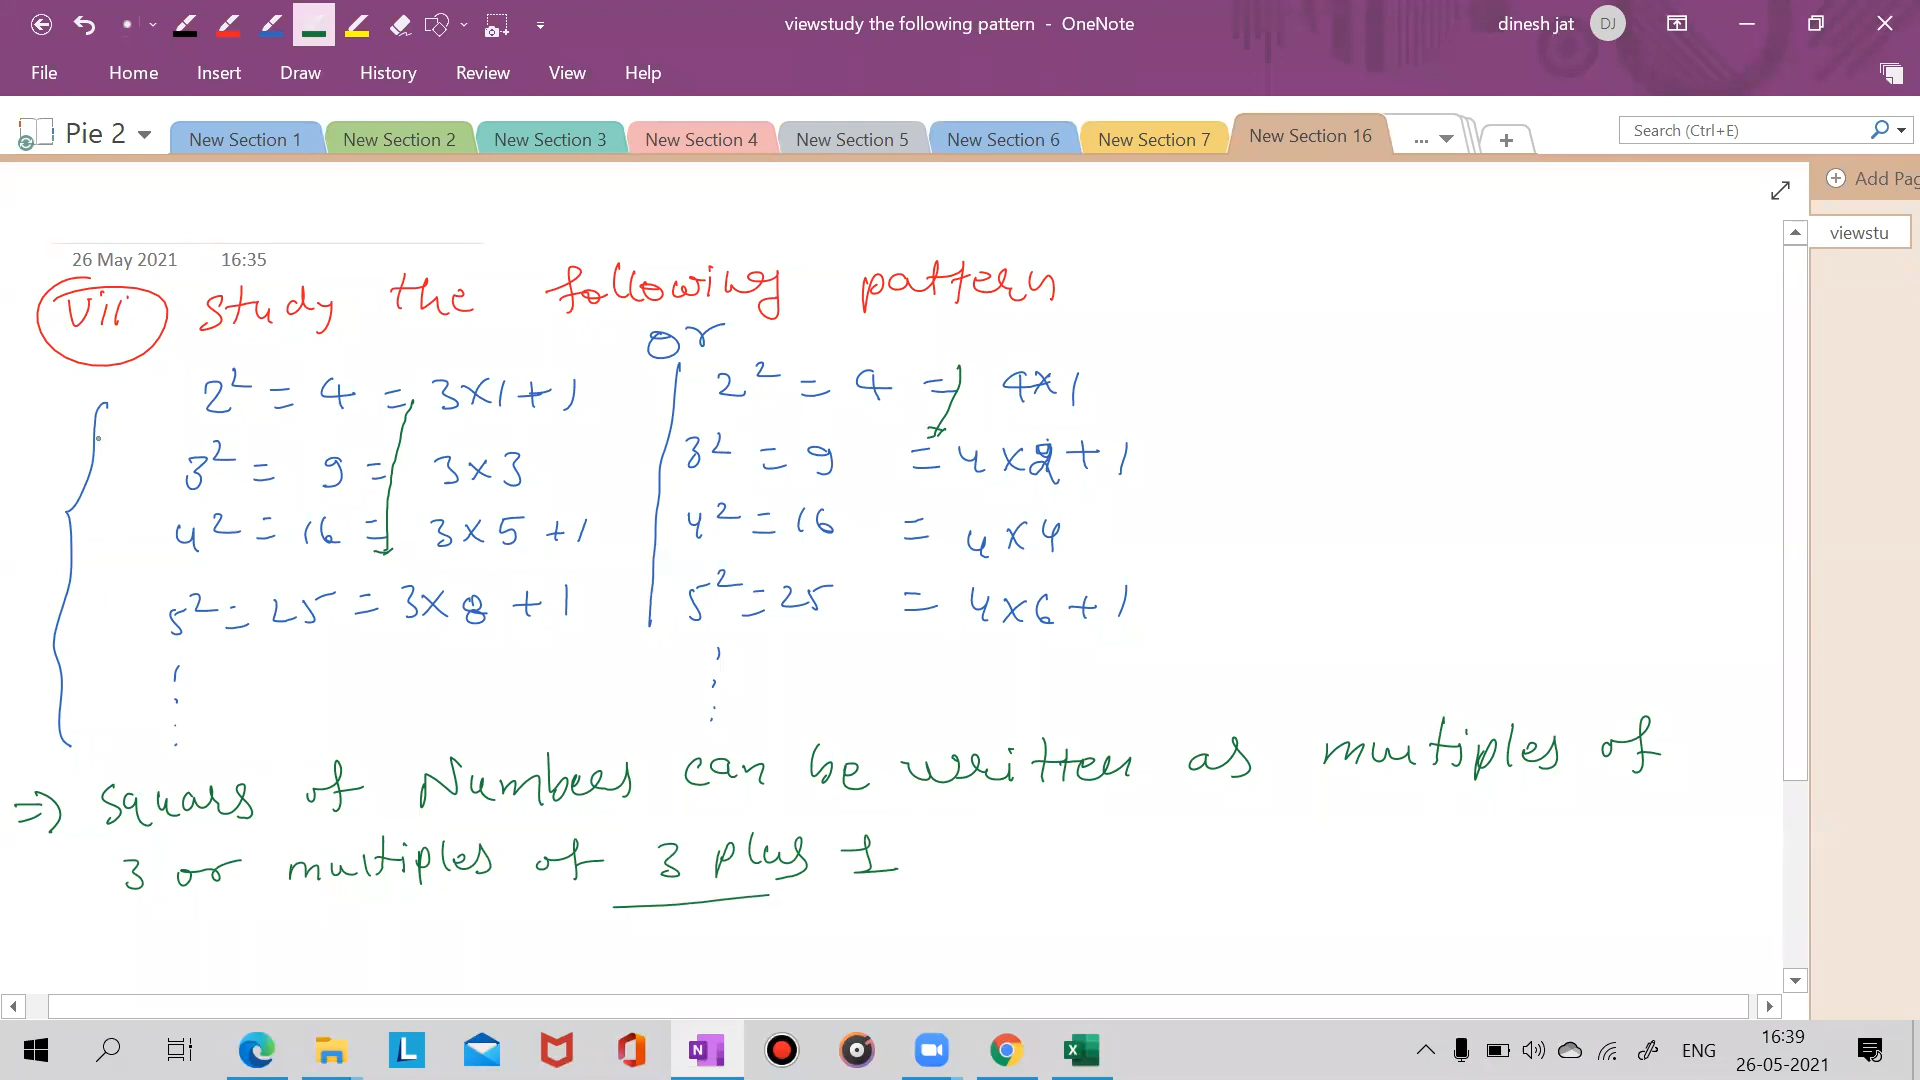 viewstudy the following pattern - OneNote
dinesh jat DJ
File Home Insert Draw History Review View Help
Pie 2 New Section 1 New Section 2 New Section 3 New Section 4 New Section 5 New Section 6 New Section 7 New Section 16 ... +
Search (Ctrl+E)
Add Pag
viewstu
26 May 2021 16:35
Vii study the following pattern
or
2² = 4 = 3×1+1
3² = 9 = 3×3
4² = 16 = 3×5+1
5² = 25 = 3×8+1
2² = 4 = 4×1
3² = 9 = 4×2+1
4² = 16 = 4×4
5² = 25 = 4×6+1
=> Squars of Numbers can be written as multiples of
3 or multiples of 3 plus 1
L
N
X
ENG
16:39
26-05-2021